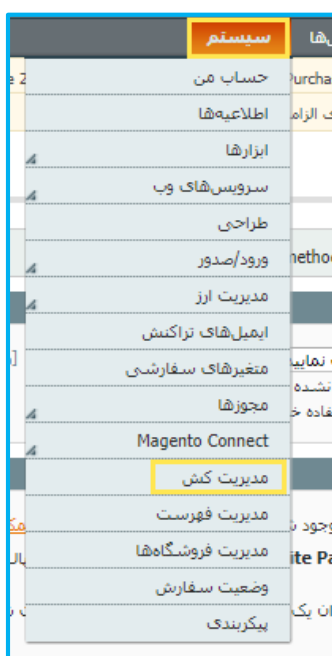 سیستم
حساب من
اطلاعیه‌ها
ابزارها
سرویس‌های وب
طراحی
ورود/صدور
مدیریت ارز
ایمیل‌های تراکنش
متغیرهای سفارشی
مجوزها
Magento Connect
مدیریت کش
مدیریت فهرست
مدیریت فروشگاه‌ها
وضعیت سفارش
پیکربندی